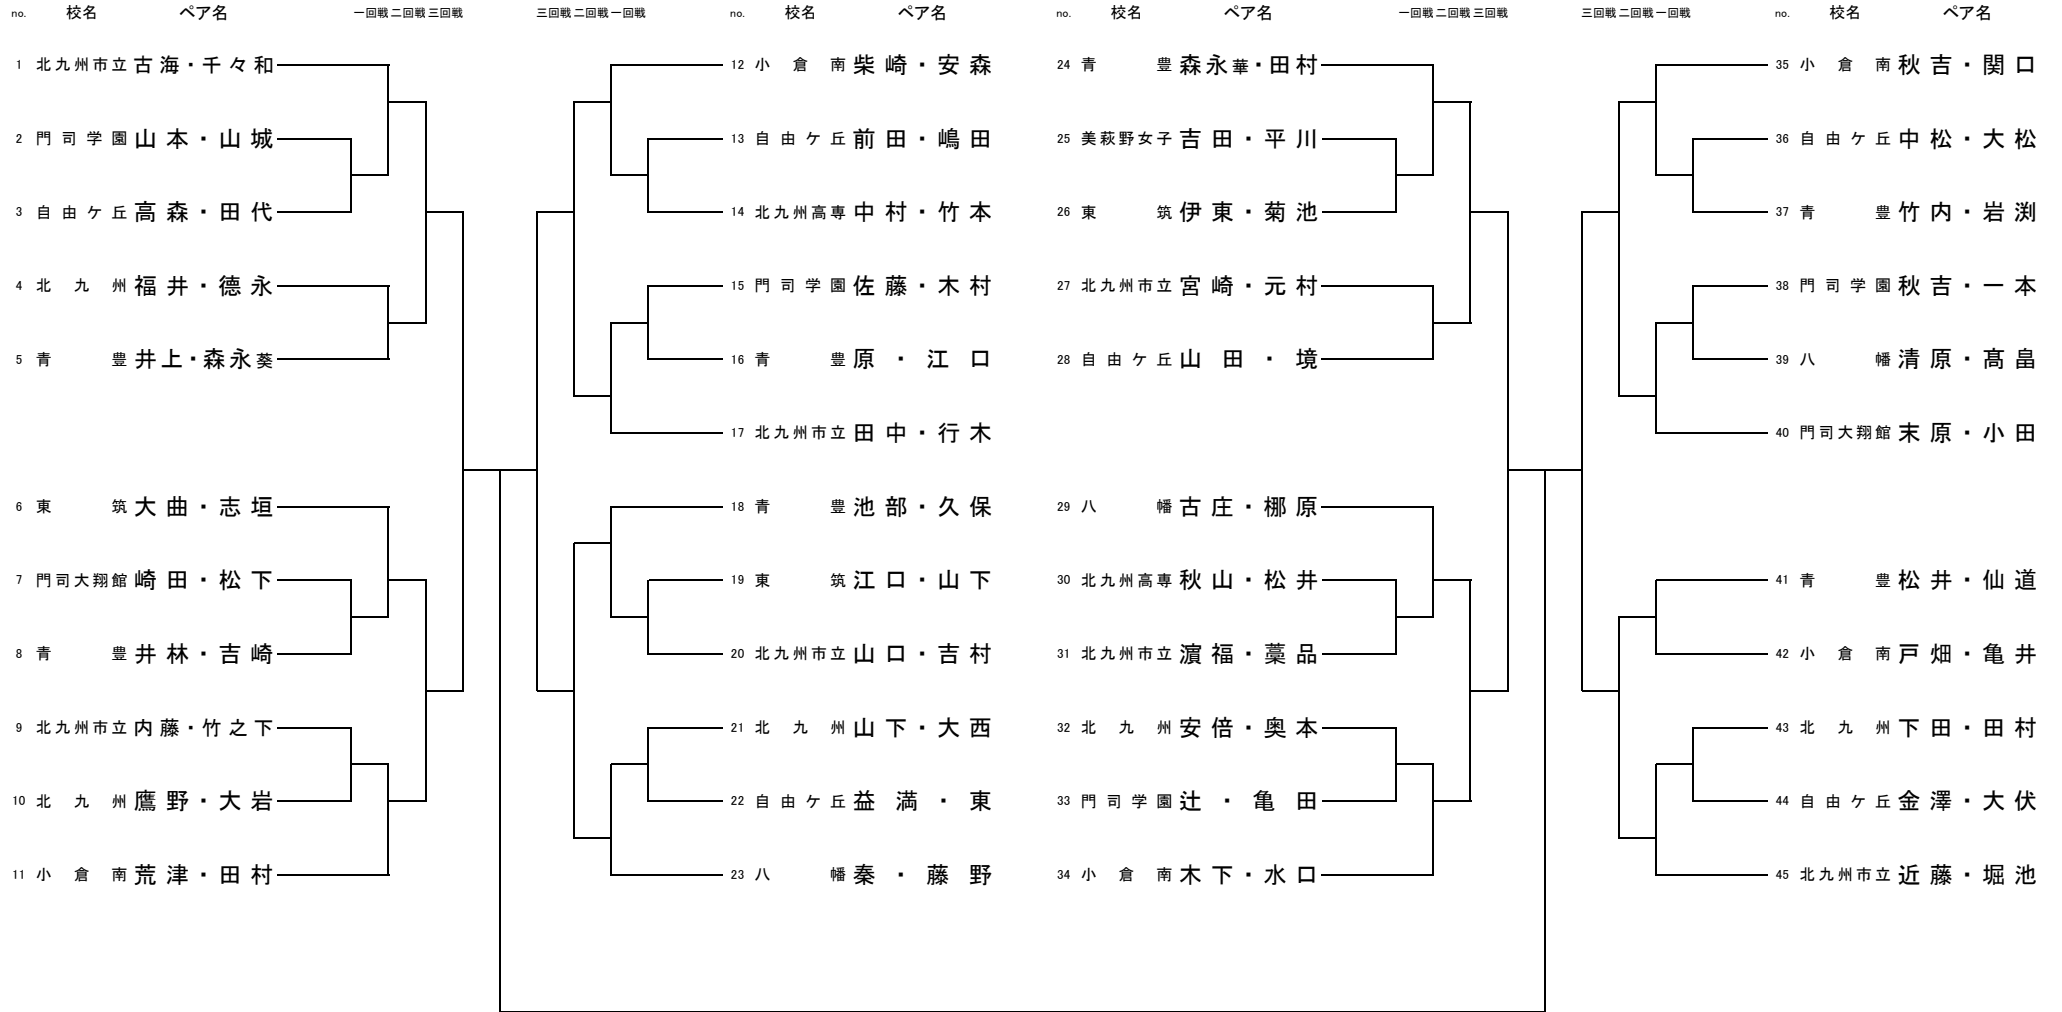 no. 校名 ペア名 一回戦 二回戦 三回戦
1 北九州市立 古海・千々和
2 門司学園 山本・山城
3 自由ケ丘 高森・田代
4 北九州 福井・徳永
5 青豊 井上・森永葵
6 東筑 大曲・志垣
7 門司大翔館 崎田・松下
8 青豊 井林・吉崎
9 北九州市立 内藤・竹之下
10 北九州 鷹野・大岩
11 小倉南 荒津・田村
三回戦 二回戦 一回戦 no. 校名 ペア名
12 小倉南 柴崎・安森
13 自由ケ丘 前田・嶋田
14 北九州高専 中村・竹本
15 門司学園 佐藤・木村
16 青豊 原・江口
17 北九州市立 田中・行木
18 青豊 池部・久保
19 東筑 江口・山下
20 北九州市立 山口・吉村
21 北九州 山下・大西
22 自由ケ丘 益満・東
23 八幡 秦・藤野
no. 校名 ペア名 一回戦 二回戦 三回戦
24 青豊 森永華・田村
25 美萩野女子 吉田・平川
26 東筑 伊東・菊池
27 北九州市立 宮崎・元村
28 自由ケ丘 山田・境
29 八幡 古庄・梛原
30 北九州高専 秋山・松井
31 北九州市立 濵福・藁品
32 北九州 安倍・奥本
33 門司学園 辻・亀田
34 小倉南 木下・水口
三回戦 二回戦 一回戦 no. 校名 ペア名
35 小倉南 秋吉・関口
36 自由ケ丘 中松・大松
37 青豊 竹内・岩渕
38 門司学園 秋吉・一本
39 八幡 清原・髙畠
40 門司大翔館 末原・小田
41 青豊 松井・仙道
42 小倉南 戸畑・亀井
43 北九州 下田・田村
44 自由ケ丘 金澤・大伏
45 北九州市立 近藤・堀池